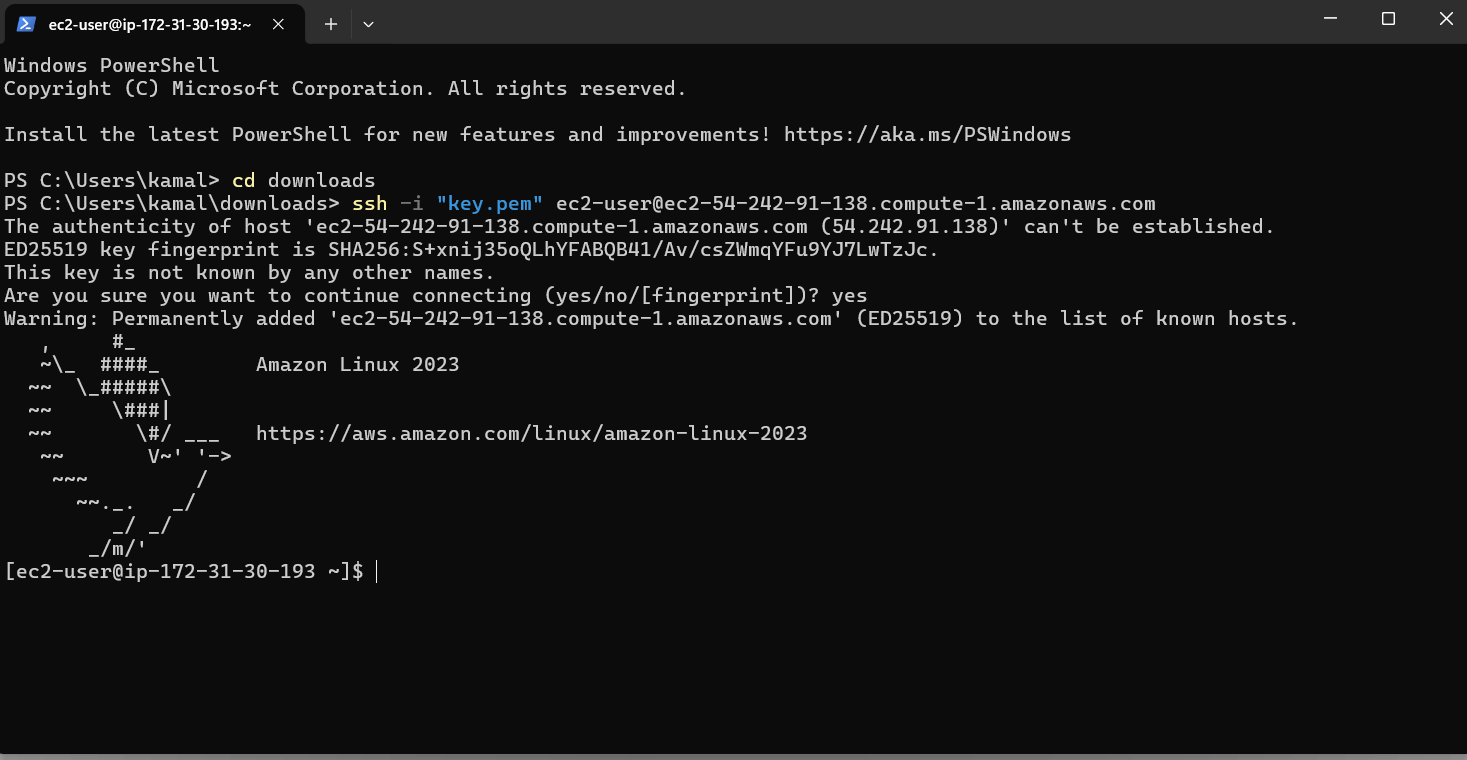 ec2-user@ip-172-31-30-193:~
Windows PowerShell
Copyright (C) Microsoft Corporation. All rights reserved.
Install the latest PowerShell for new features and improvements! https://aka.ms/PSWindows
PS C:\Users\kamal> cd downloads
PS C:\Users\kamal\downloads> ssh -i "key.pem" ec2-user@ec2-54-242-91-138.compute-1.amazonaws.com
The authenticity of host 'ec2-54-242-91-138.compute-1.amazonaws.com (54.242.91.138)' can't be established.
ED25519 key fingerprint is SHA256:S+xnij35oQLhYFABQB41/Av/csZWmqYFu9YJ7LwTzJc.
This key is not known by any other names.
Are you sure you want to continue connecting (yes/no/[fingerprint])? yes
Warning: Permanently added 'ec2-54-242-91-138.compute-1.amazonaws.com' (ED25519) to the list of known hosts.
   ,     #_
   ~\_  ####_        Amazon Linux 2023
  ~~  \_#####\
  ~~     \###|
  ~~       \#/ ___   https://aws.amazon.com/linux/amazon-linux-2023
   ~~       V~' '->
    ~~~         /
      ~~._.   _/
         _/ _/
       _/m/'
[ec2-user@ip-172-31-30-193 ~]$